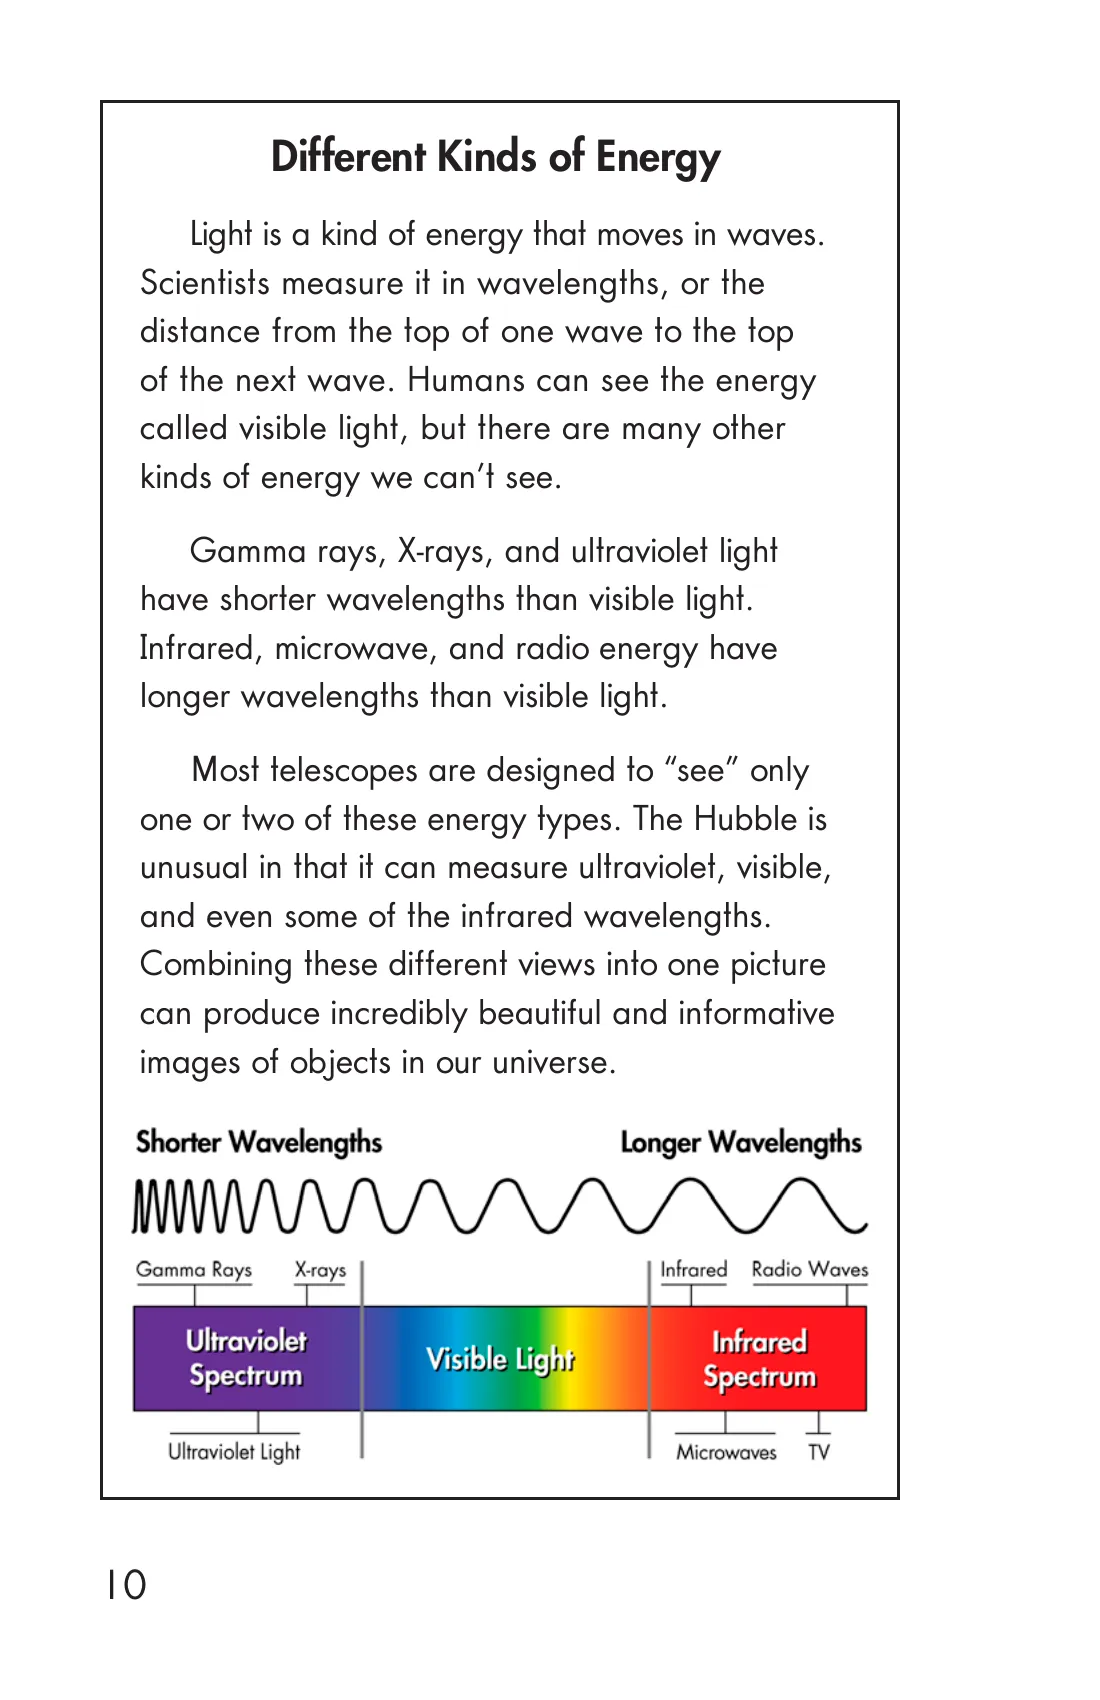 Different Kinds of Energy
Light is a kind of energy that moves in waves.
Scientists measure it in wavelengths, or the
distance from the top of one wave to the top
of the next wave. Humans can see the energy
called visible light, but there are many other
kinds of energy we can’t see.
Gamma rays, X-rays, and ultraviolet light
have shorter wavelengths than visible light.
Infrared, microwave, and radio energy have
longer wavelengths than visible light.
Most telescopes are designed to “see” only
one or two of these energy types. The Hubble is
unusual in that it can measure ultraviolet, visible,
and even some of the infrared wavelengths.
Combining these different views into one picture
can produce incredibly beautiful and informative
images of objects in our universe.
Shorter Wavelengths
Longer Wavelengths
Gamma Rays
X-rays
Infrared
Radio Waves
Ultraviolet
Spectrum
Visible Light
Infrared
Spectrum
Ultraviolet Light
Microwaves
TV
10